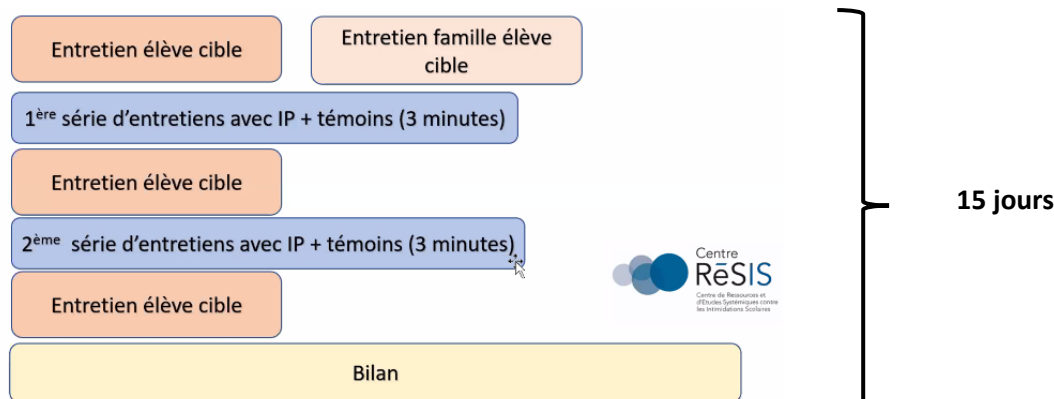 Entretien élève cible
Entretien famille élève
cible
1ère série d'entretiens avec IP + témoins (3 minutes)
Entretien élève cible
15 jours
2ème série d'entretiens avec IP + témoins (3 minutes)
Centre
RēSIS
Centre de Ressources et
d'Etudes Systémiques contre
les Intimidations Scolaires
Entretien élève cible
Bilan